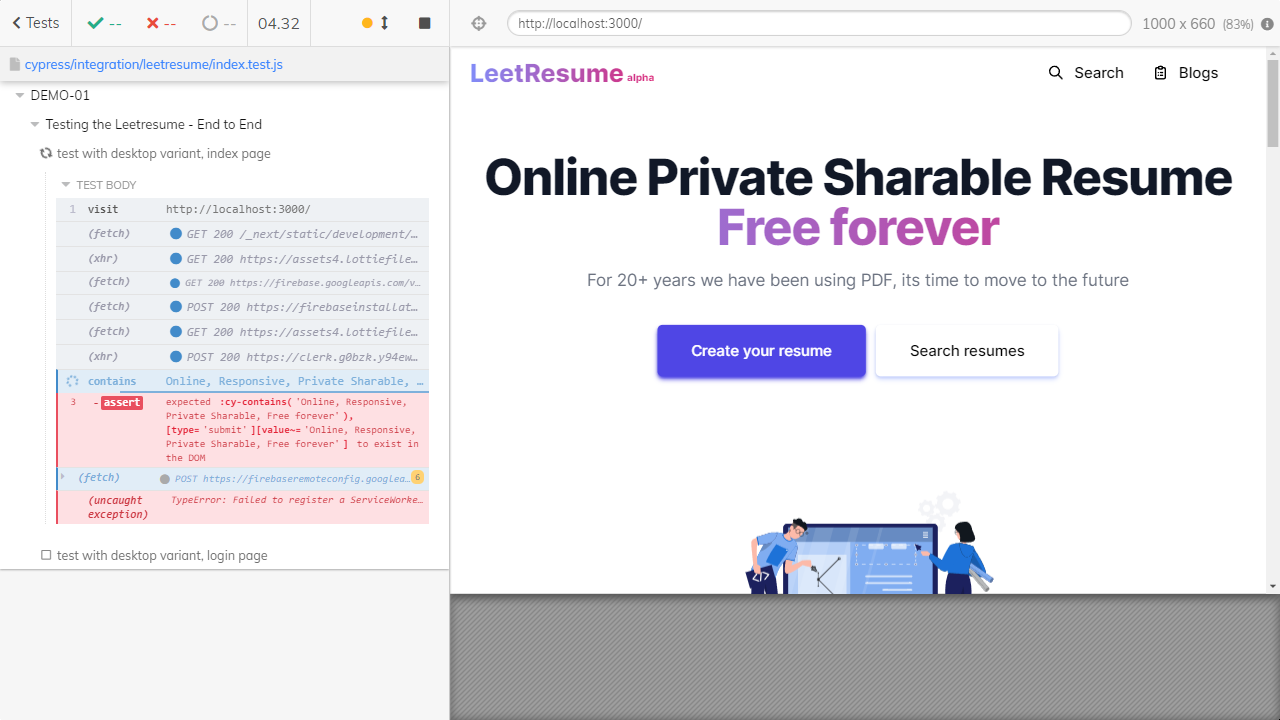 Tests -- -- -- 04.32
http://localhost:3000/ 1000 x 660 (83%)
cypress/integration/leetresume/index.test.js
DEMO-01
Testing the Leetresume - End to End
test with desktop variant, index page
TEST BODY
1 visit http://localhost:3000/
(fetch) GET 200 /_next/static/development/…
(xhr) GET 200 https://assets4.lottiefile…
(fetch) GET 200 https://firebase.googleapis.com/v…
(fetch) POST 200 https://firebaseinstallat…
(fetch) GET 200 https://assets4.lottiefile…
(xhr) POST 200 https://clerk.g0bzk.y94ew…
contains Online, Responsive, Private Sharable, …
3 -assert expected :cy-contains('Online, Responsive,
Private Sharable, Free forever'),
[type='submit'][value~='Online, Responsive,
Private Sharable, Free forever'] to exist in
the DOM
(fetch) POST https://firebaseremoteconfig.googlea… 6
(uncaught TypeError: Failed to register a ServiceWorke…
exception)
test with desktop variant, login page
LeetResume alpha
Search Blogs
Online Private Sharable Resume
Free forever
For 20+ years we have been using PDF, its time to move to the future
Create your resume Search resumes
</>